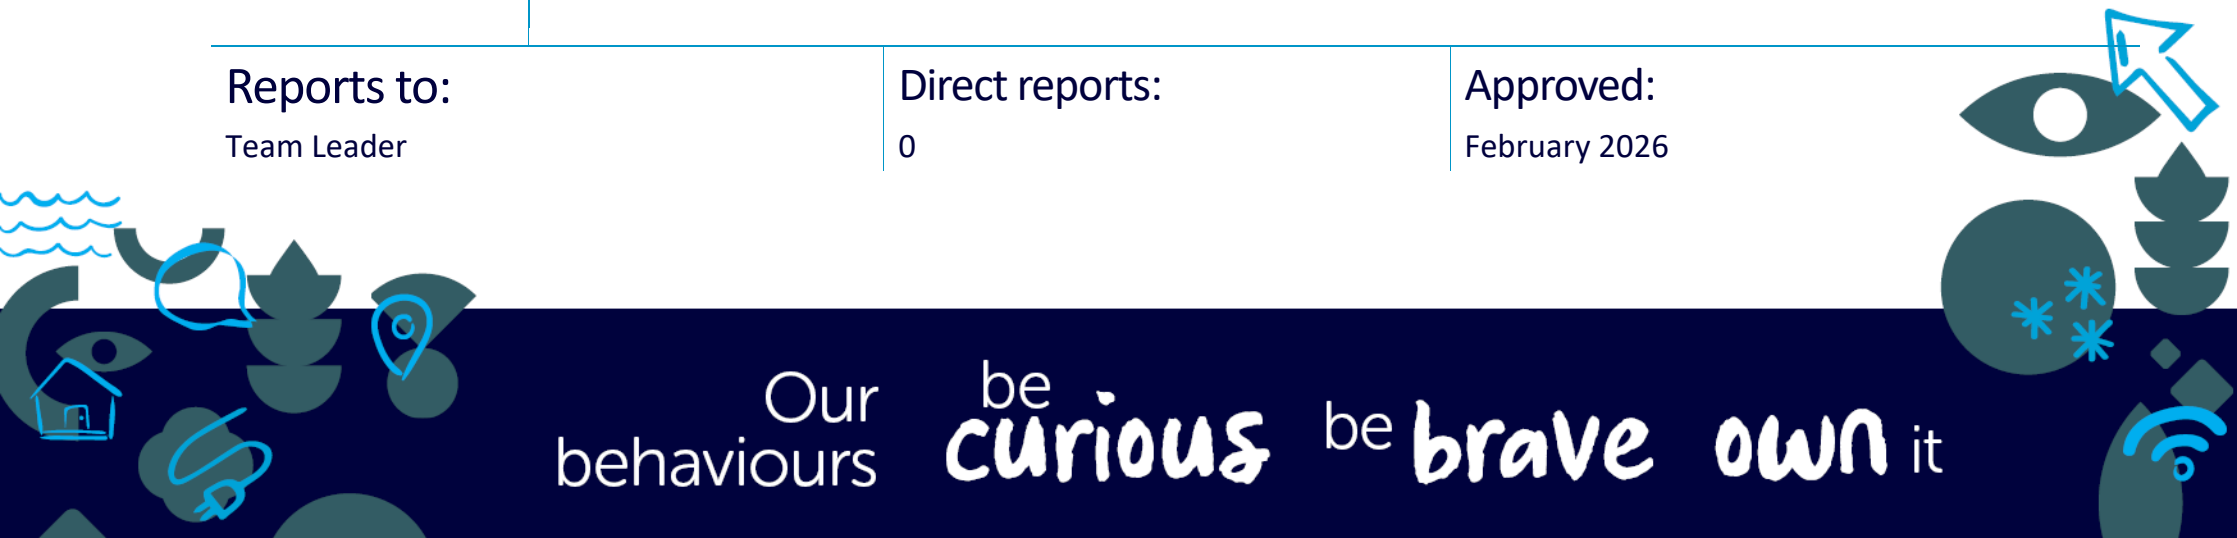 Reports to:
Team Leader
Direct reports:
0
Approved:
February 2026
Our behaviours
be curious
be brave
own it